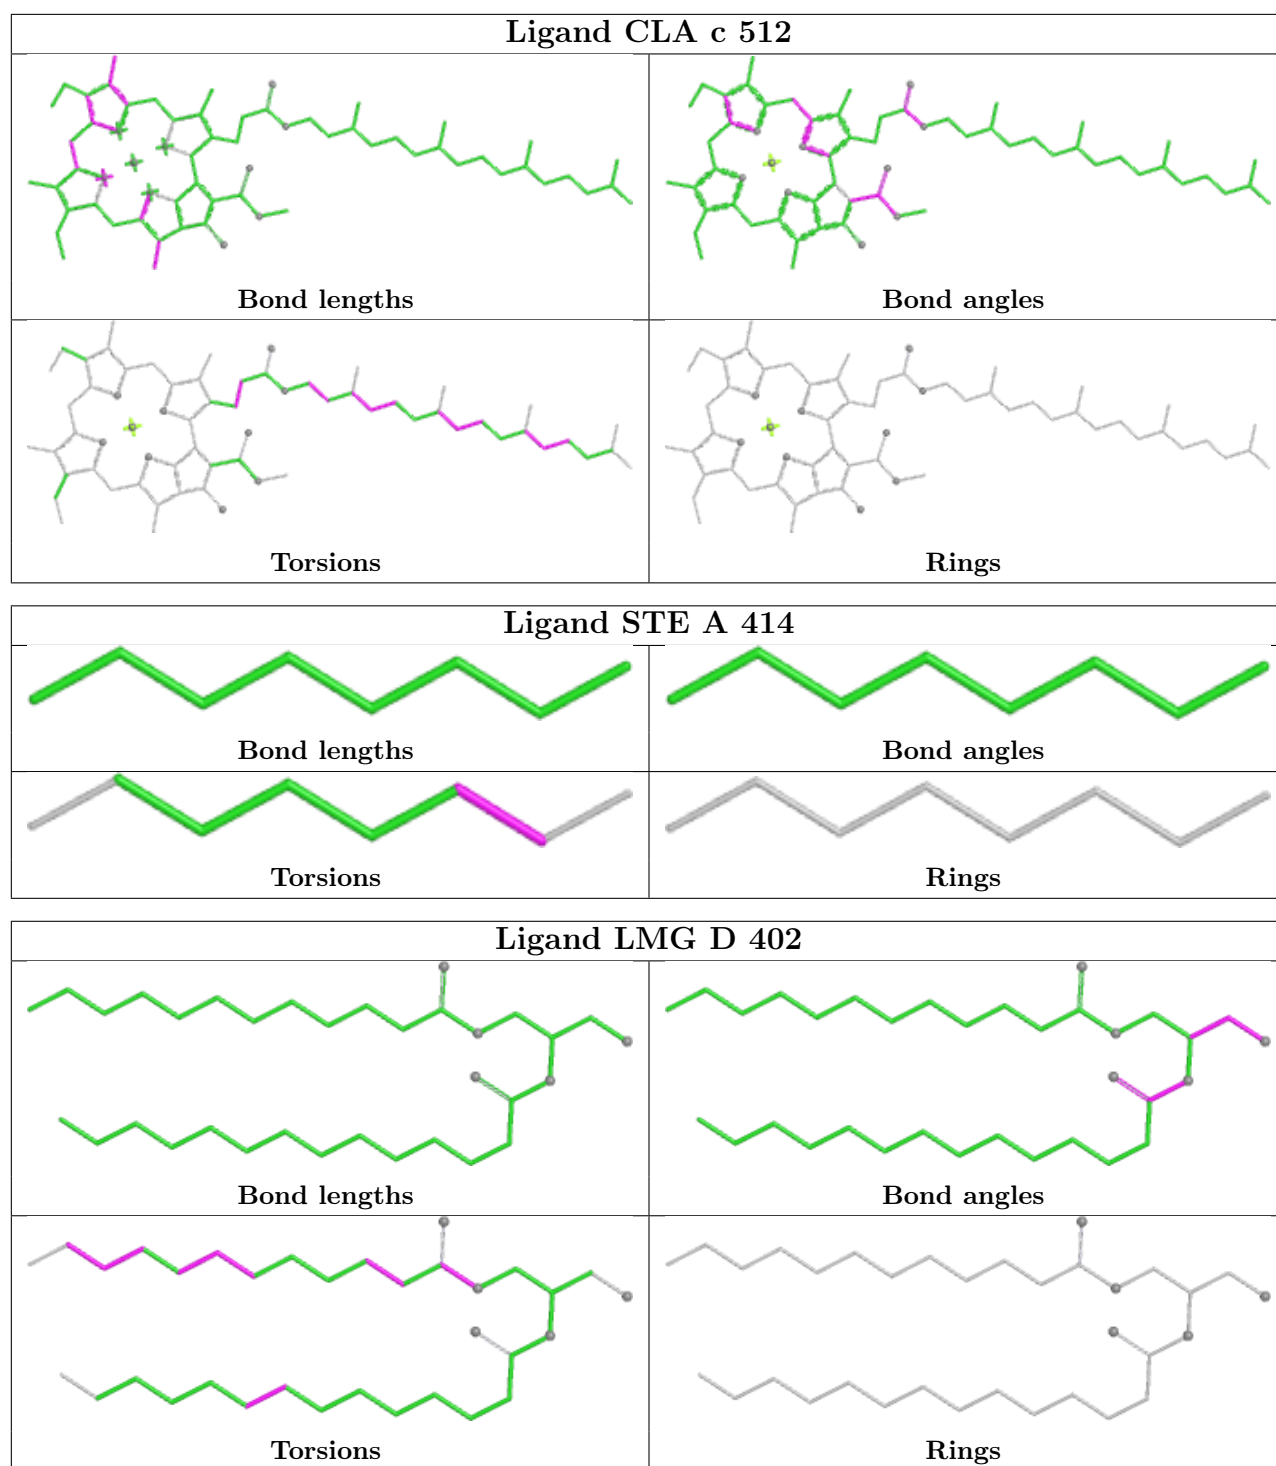 Ligand CLA c 512
Bond lengths
Bond angles
Torsions
Rings
Ligand STE A 414
Bond lengths
Bond angles
Torsions
Rings
Ligand LMG D 402
Bond lengths
Bond angles
Torsions
Rings